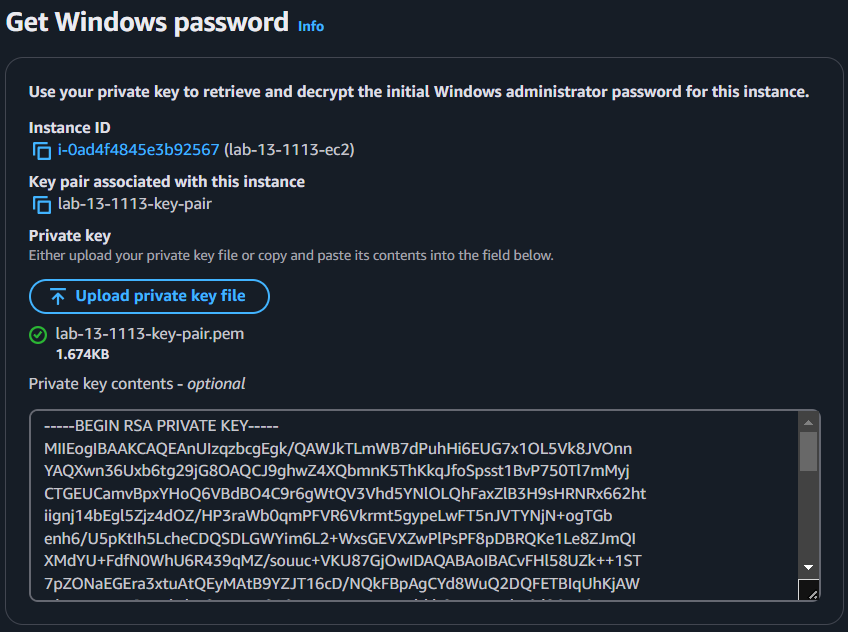 Get Windows password Info
Use your private key to retrieve and decrypt the initial Windows administrator password for this instance.
Instance ID
i-0ad4f4845e3b92567 (lab-13-1113-ec2)
Key pair associated with this instance
lab-13-1113-key-pair
Private key
Either upload your private key file or copy and paste its contents into the field below.
Upload private key file
lab-13-1113-key-pair.pem
1.674KB
Private key contents - optional
-----BEGIN RSA PRIVATE KEY-----
MIIEogIBAAKCAQEAnUIzqzbcgEgk/QAWJkTLmWB7dPuhHi6EUG7x1OL5Vk8JVOnn
YAQXwn36Uxb6tg29jG8OAQCJ9ghwZ4XQbmnK5ThKkqJfoSpsst1BvP750Tl7mMyj
CTGEUCamvBpxYHoQ6VBdBO4C9r6gWtQV3Vhd5YNlOLQhFaxZlB3H9sHRNRx662ht
iignj14bEgl5Zjz4dOZ/HP3raWb0qmPFVR6Vkrmt5gypeLwFT5nJVTYNjN+ogTGb
enh6/U5pKtIh5LcheCDQSDLGWYim6L2+WxsGEVXZwPlPsPF8pDBRQKe1Le8ZJmQI
XMdYU+FdfN0WhU6R439qMZ/souuc+VKU87GjOwIDAQABAoIBACvFHl58UZk++1ST
7pZONaEGEra3xtuAtQEyMAtB9YZJT16cD/NQkFBpAgCYd8WuQ2DQFETBIqUhKjAW